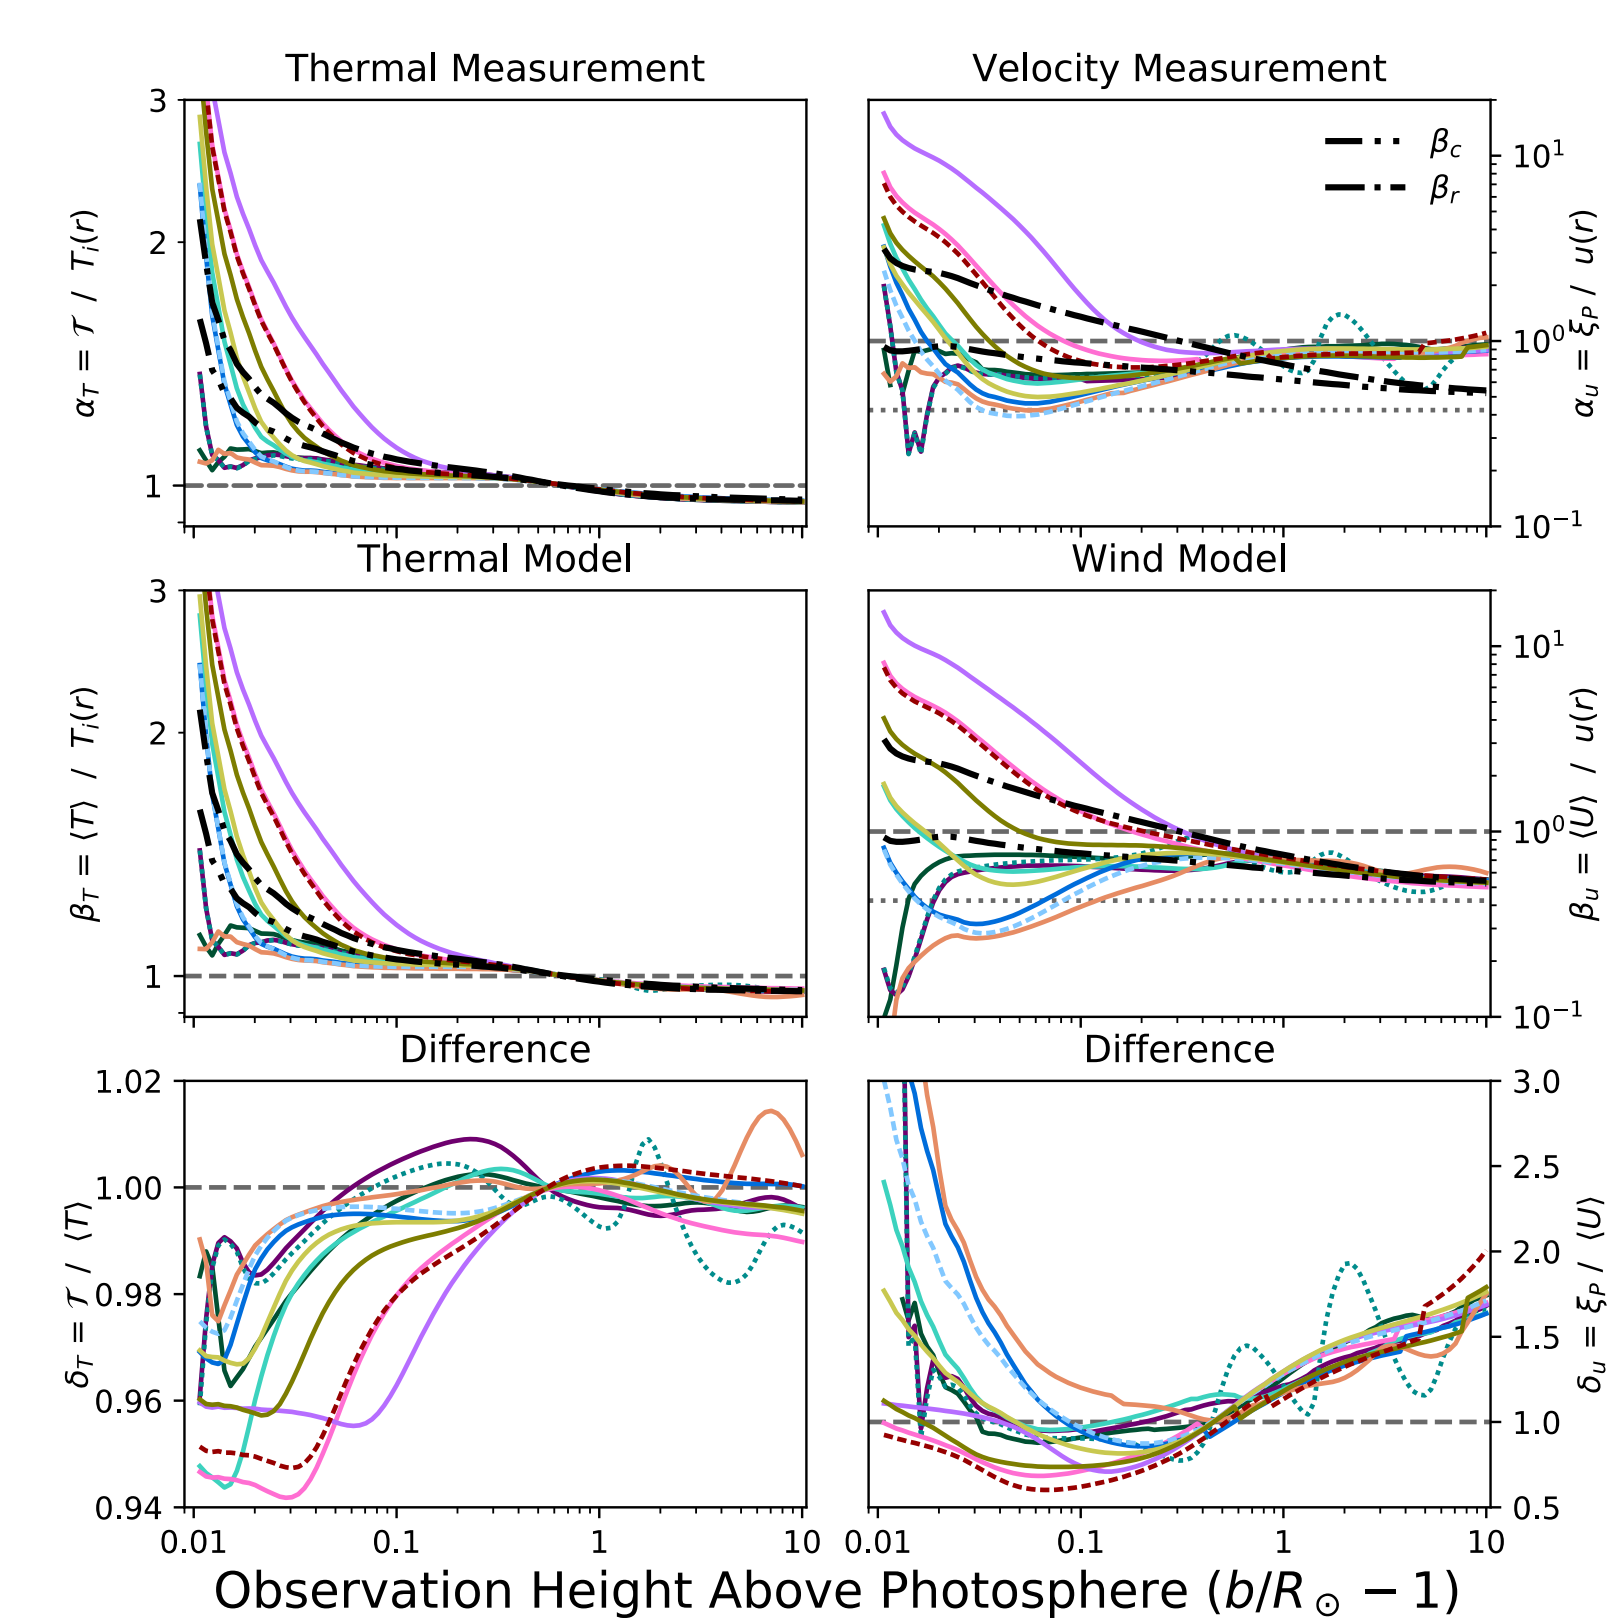 Thermal Measurement
Velocity Measurement
3
2
1
α_T = 𝒯 / T_i(r)
β_c
β_r
10^1
10^0
10^−1
α_u = ξ_P / u(r)
Thermal Model
Wind Model
3
2
1
β_T = ⟨T⟩ / T_i(r)
10^1
10^0
10^−1
β_u = ⟨U⟩ / u(r)
Difference
Difference
1.02
1.00
0.98
0.96
0.94
δ_T = 𝒯 / ⟨T⟩
3.0
2.5
2.0
1.5
1.0
0.5
δ_u = ξ_P / ⟨U⟩
0.01 0.1 1 10
0.01 0.1 1 10
Observation Height Above Photosphere (b/R_⊙ − 1)